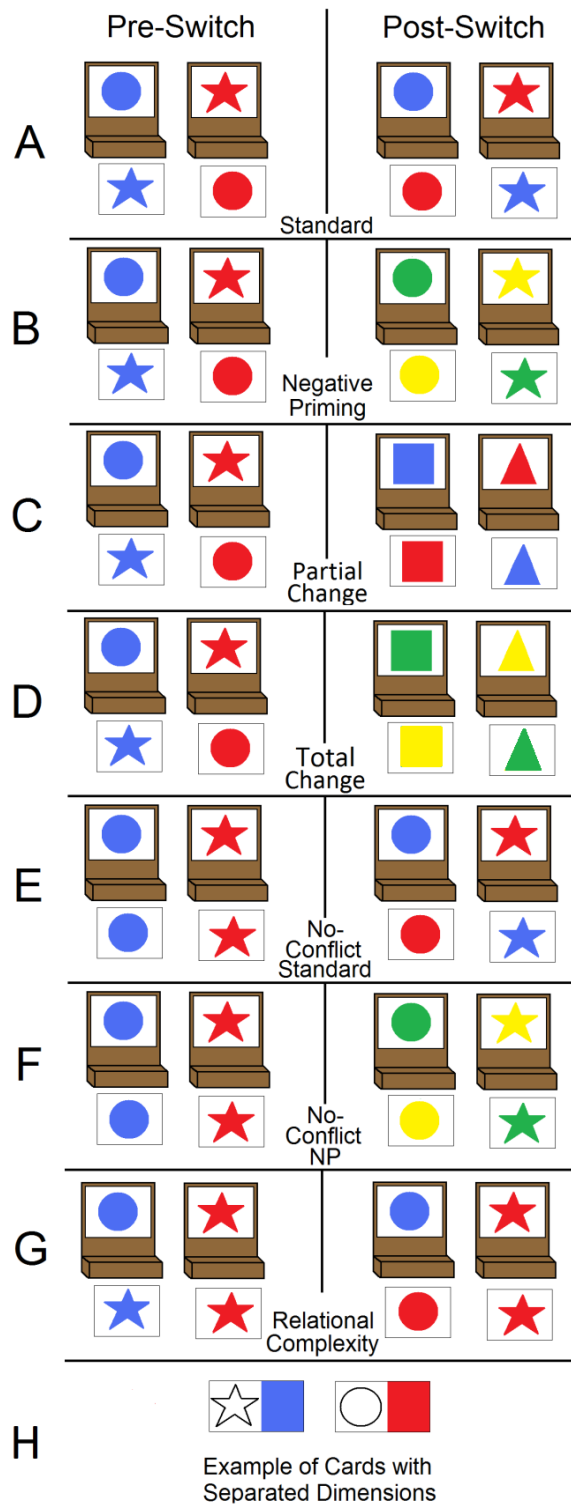 Pre-Switch
Post-Switch
A
Standard
B
Negative
Priming
C
Partial
Change
D
Total
Change
E
No-
Conflict
Standard
F
No-
Conflict
NP
G
Relational
Complexity
H
Example of Cards with
Separated Dimensions